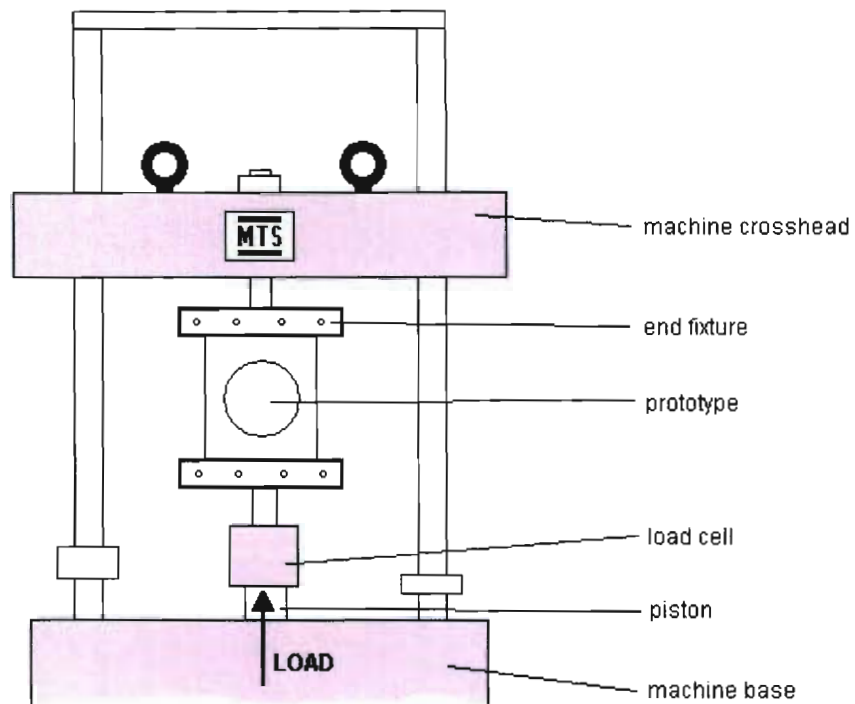 MTS
machine crosshead
end fixture
prototype
load cell
piston
LOAD
machine base